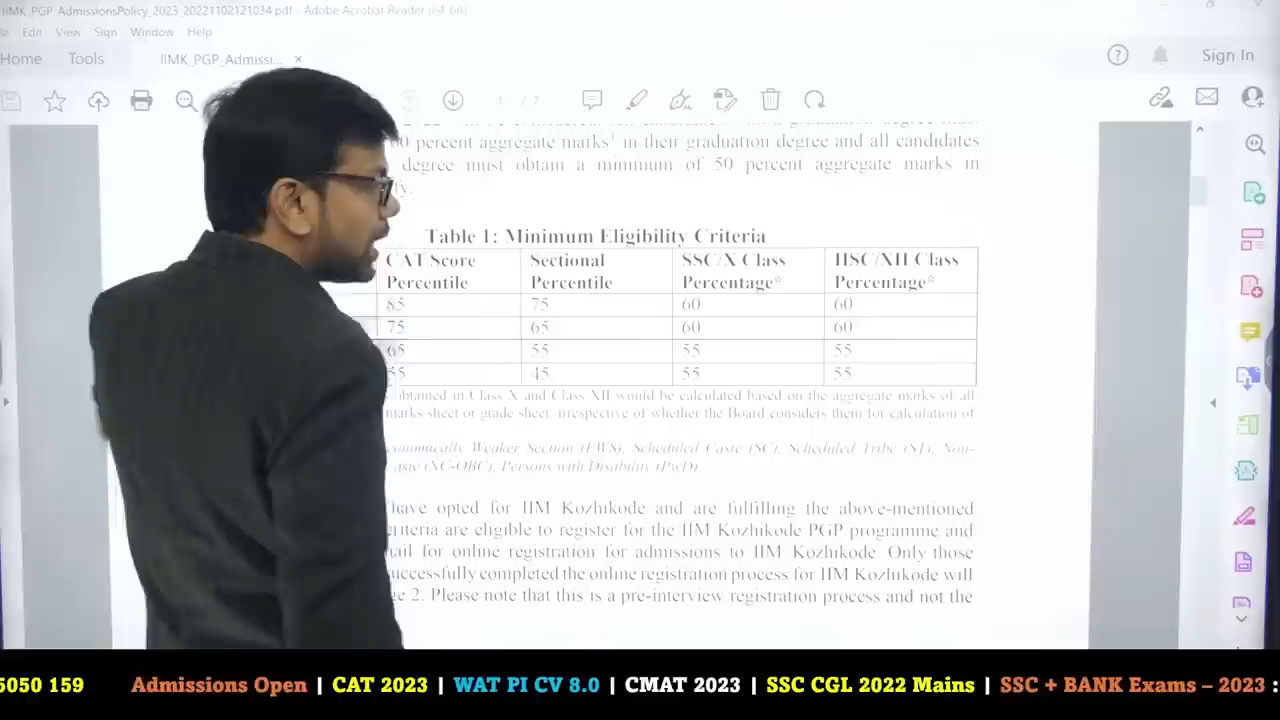 IIMK_PGP_AdmissionsPolicy_2023_20221102121034.pdf - Adobe Acrobat Reader (64-bit)
Edit View Sign Window Help
Home Tools IIMK_PGP_Admissi... × ? Sign In
1 / 7
percent aggregate marks¹ in their graduation degree and all candidates
degree must obtain a minimum of 50 percent aggregate marks in
Table 1: Minimum Eligibility Criteria
CAT Score Sectional SSC/X Class HSC/XII Class
Percentile Percentile Percentage* Percentage*
85 75 60 60
75 65 60 60
65 55 55 55
55 45 55 55
obtained in Class X and Class XII would be calculated based on the aggregate marks of all
marks sheet or grade sheet, irrespective of whether the Board considers them for calculation of
Weaker Section (EWS), Scheduled Caste (SC), Scheduled Tribe (ST), Non-
(NC-OBC), Persons with Disability (PwD)
have opted for IIM Kozhikode and are fulfilling the above-mentioned
criteria are eligible to register for the IIM Kozhikode PGP programme and
for online registration for admissions to IIM Kozhikode. Only those
successfully completed the online registration process for IIM Kozhikode will
2. Please note that this is a pre-interview registration process and not the
5050 159 Admissions Open | CAT 2023 | WAT PI CV 8.0 | CMAT 2023 | SSC CGL 2022 Mains | SSC + BANK Exams – 2023 :